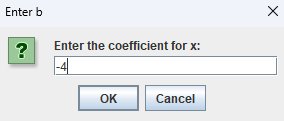 Enter b
Enter the coefficient for x:
-4
OK
Cancel